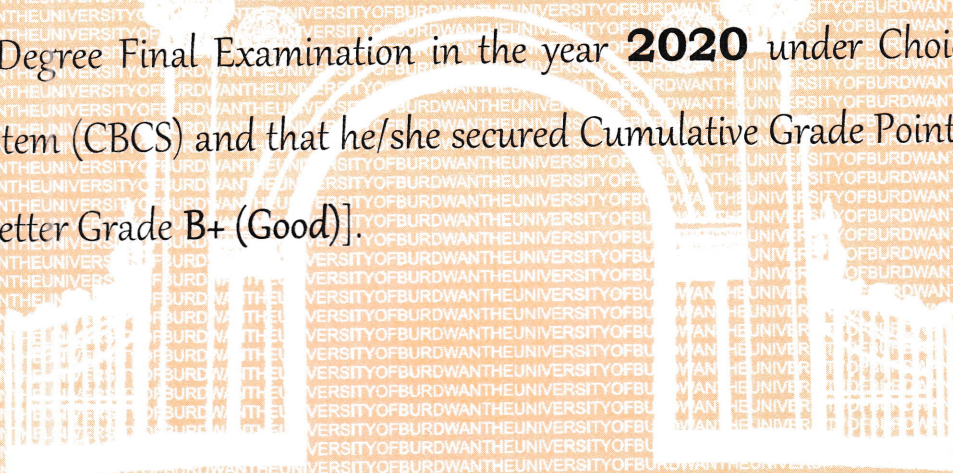 Degree Final Examination in the year 2020 under Choi
tem (CBCS) and that he/she secured Cumulative Grade Point
etter Grade B+ (Good)].